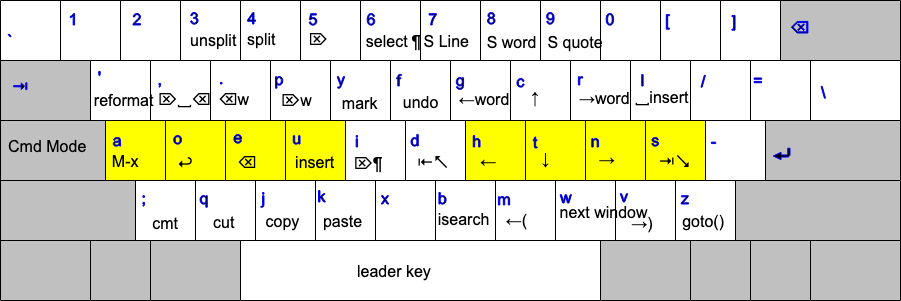 ` 1 2 3 4 5 6 7 8 9 0 [ ] ⌫
unsplit split ⌦ select ¶ S Line S word S quote
⇥ ' , . p y f g c r l / = \
reformat ⌦␣⌫ ⌫w ⌦w mark undo ←word ↑ →word ␣insert
Cmd Mode a o e u i d h t n s - ↵
M-x ↩ ⌫ insert ⌦¶ ⇤↖ ← ↓ → ⇥↘
; q j k x b m w v z
cmt cut copy paste isearch ←( next window →) goto()
leader key